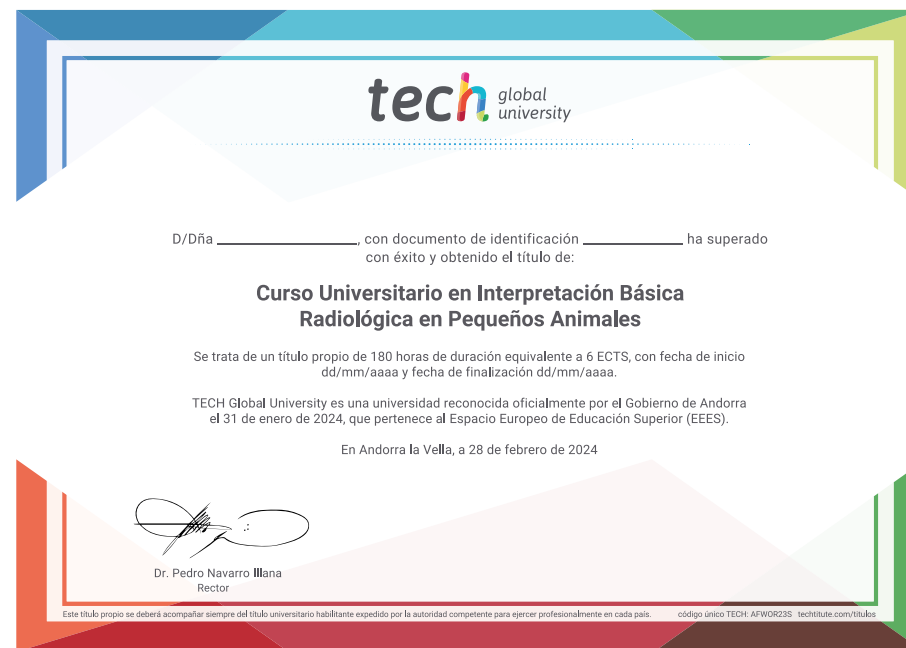 tech global university
D/Dña ____________________, con documento de identificación ______________ ha superado
con éxito y obtenido el título de:
Curso Universitario en Interpretación Básica
Radiológica en Pequeños Animales
Se trata de un título propio de 180 horas de duración equivalente a 6 ECTS, con fecha de inicio
dd/mm/aaaa y fecha de finalización dd/mm/aaaa.
TECH Global University es una universidad reconocida oficialmente por el Gobierno de Andorra
el 31 de enero de 2024, que pertenece al Espacio Europeo de Educación Superior (EEES).
En Andorra la Vella, a 28 de febrero de 2024
Dr. Pedro Navarro Illana
Rector
Este título propio se deberá acompañar siempre del título universitario habilitante expedido por la autoridad competente para ejercer profesionalmente en cada país. código único TECH: AFWOR23S techtitute.com/titulos